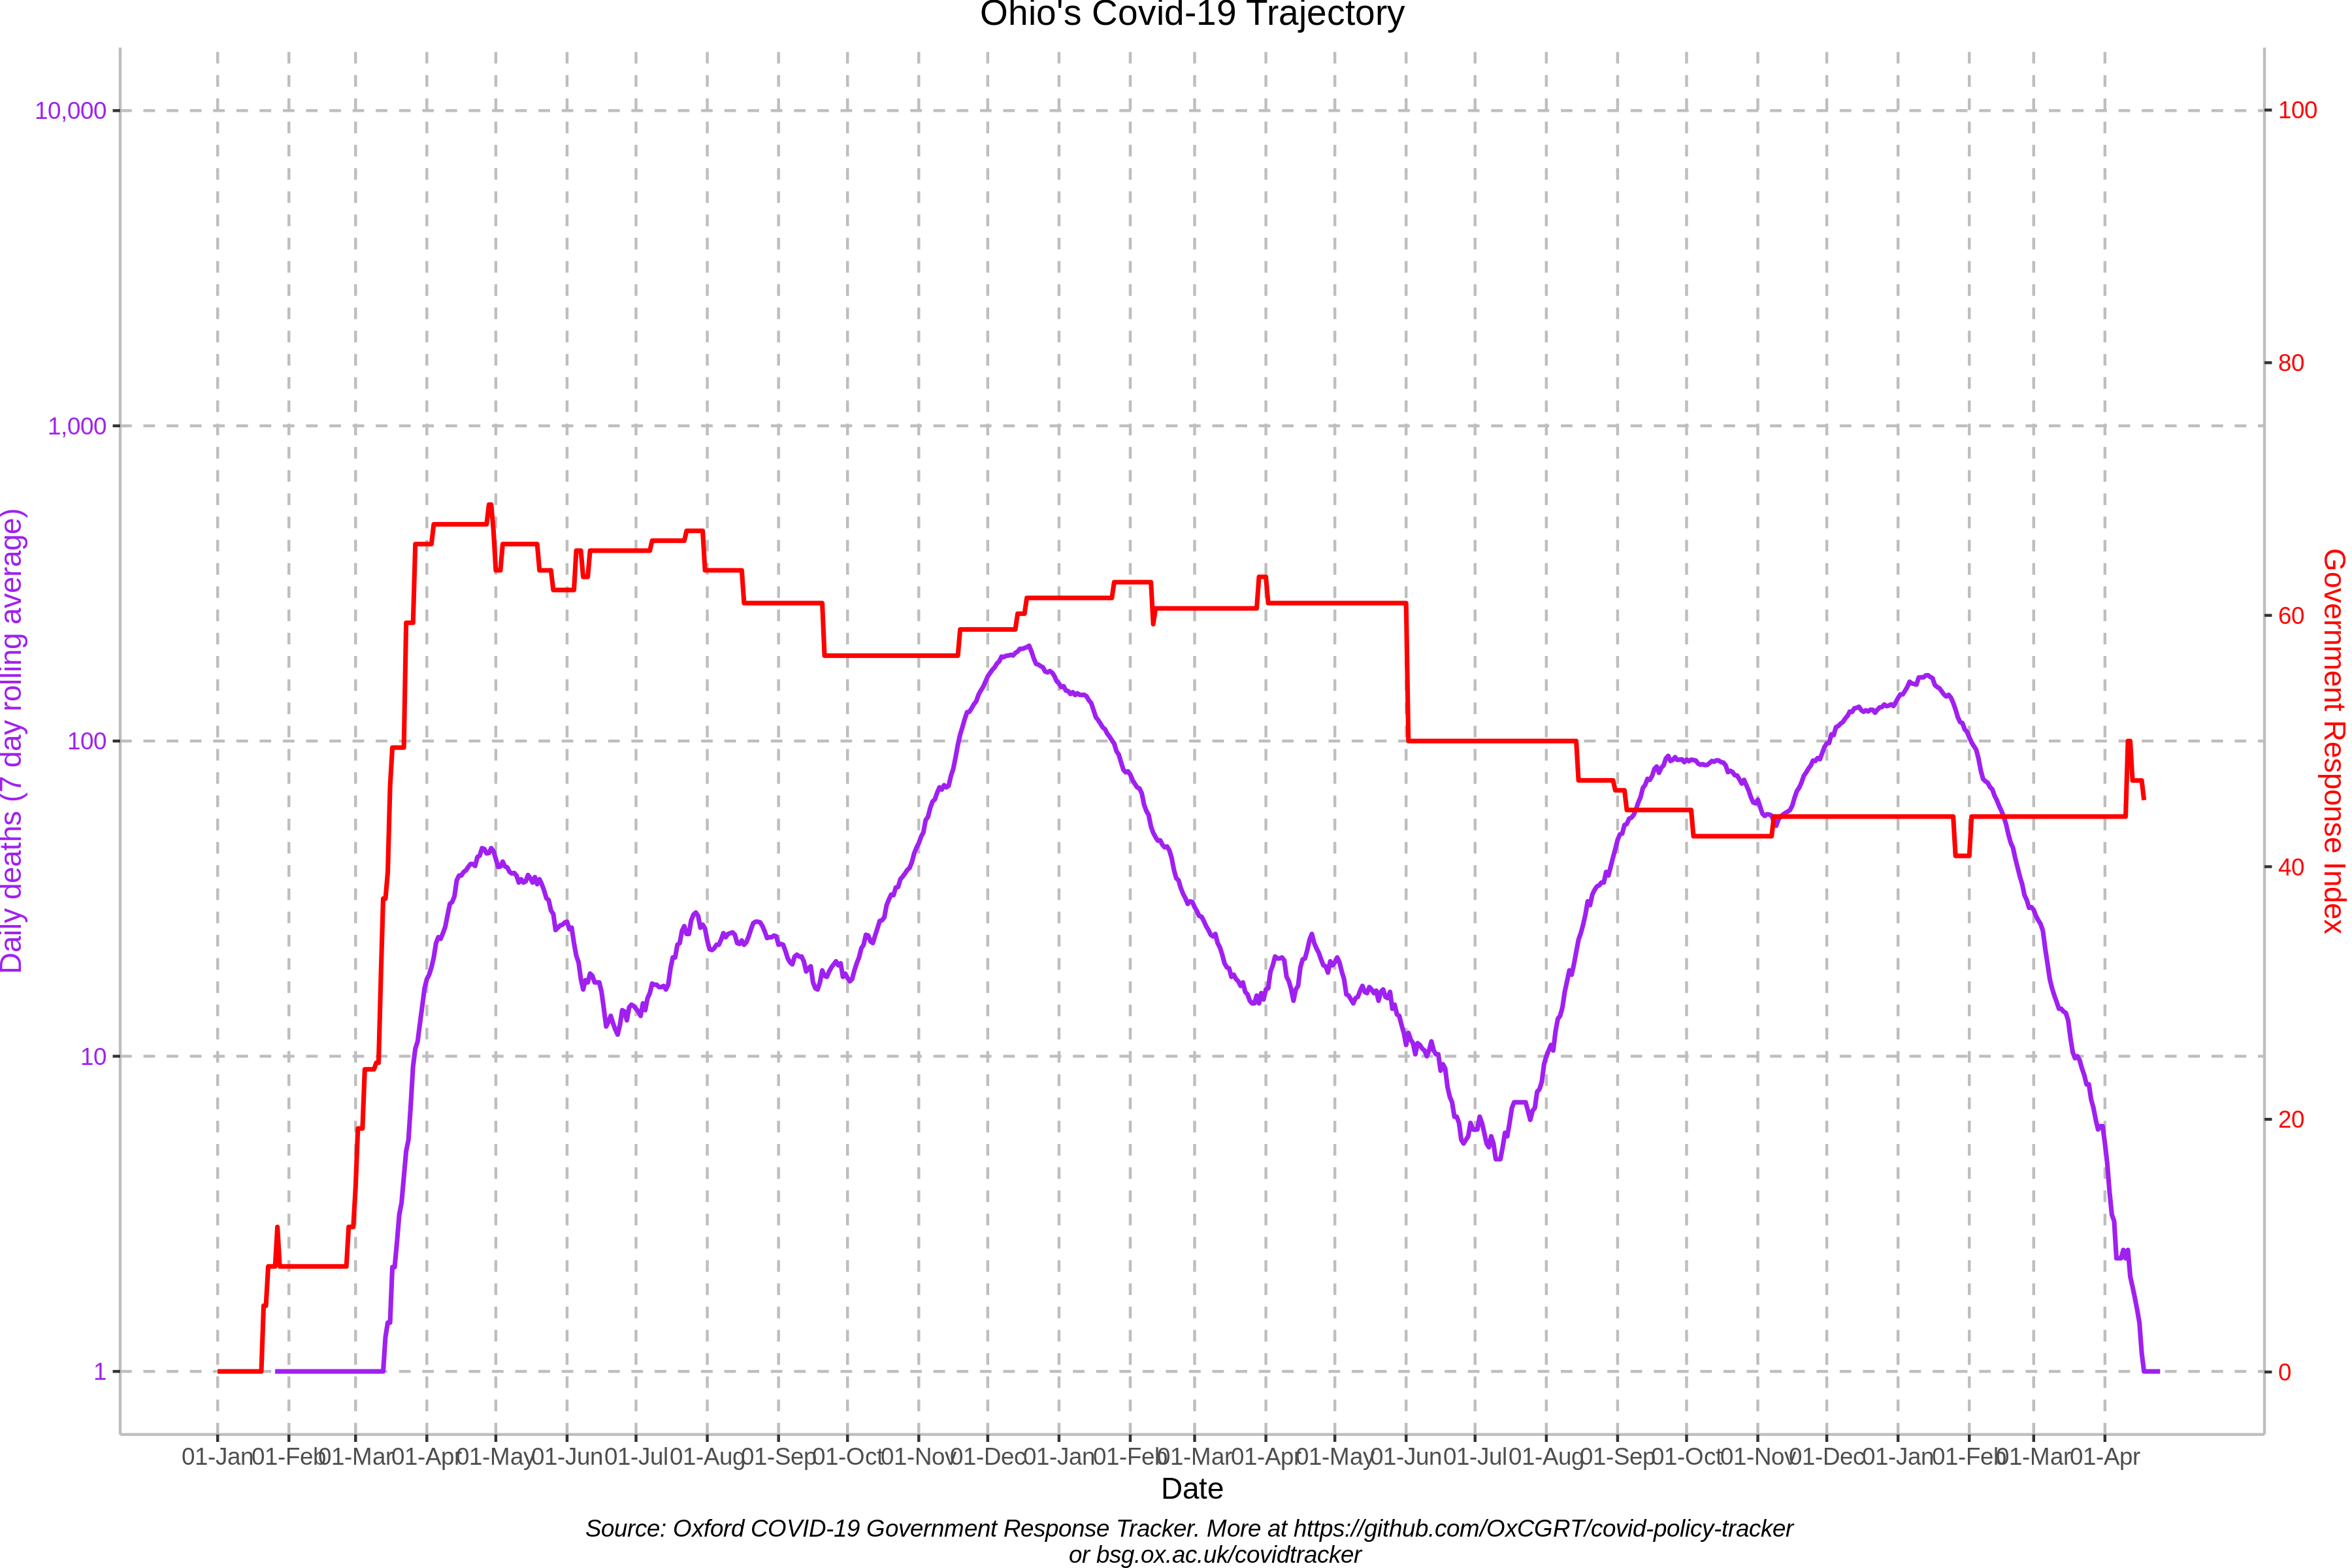 Ohio's Covid-19 Trajectory
10,000
1,000
100
10
1
Daily deaths (7 day rolling average)
100
80
60
40
20
0
Government Response Index
01-Jan 01-Feb 01-Mar 01-Apr 01-May 01-Jun 01-Jul 01-Aug 01-Sep 01-Oct 01-Nov 01-Dec 01-Jan 01-Feb 01-Mar 01-Apr 01-May 01-Jun 01-Jul 01-Aug 01-Sep 01-Oct 01-Nov 01-Dec 01-Jan 01-Feb 01-Mar 01-Apr
Date
Source: Oxford COVID-19 Government Response Tracker. More at https://github.com/OxCGRT/covid-policy-tracker
or bsg.ox.ac.uk/covidtracker